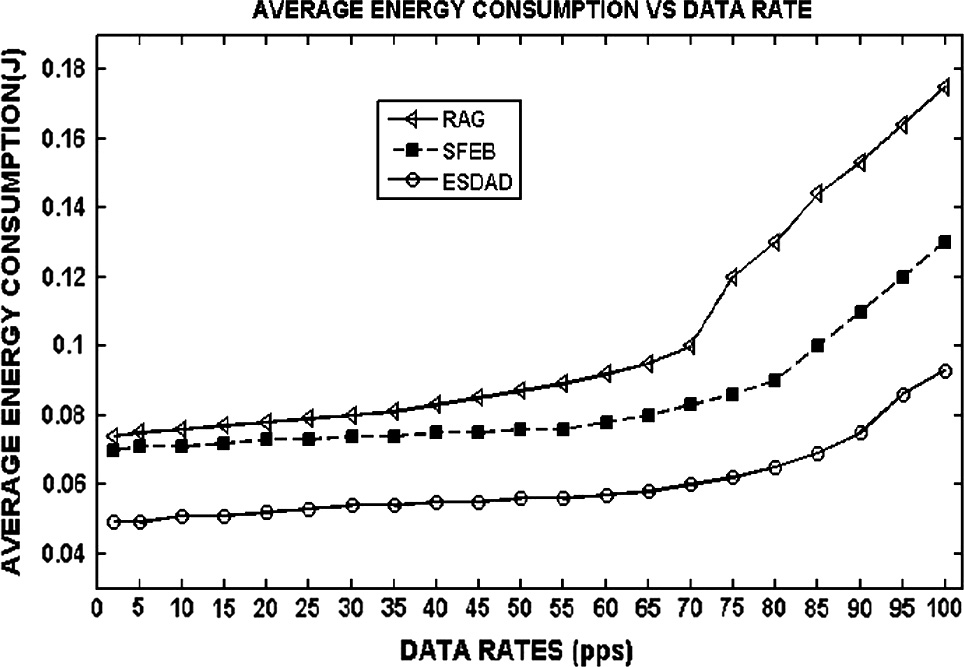 AVERAGE ENERGY CONSUMPTION VS DATA RATE
AVERAGE ENERGY CONSUMPTION(J)
0.18
0.16
0.14
0.12
0.1
0.08
0.06
0.04
RAG
SFEB
ESDAD
0 5 10 15 20 25 30 35 40 45 50 55 60 65 70 75 80 85 90 95 100
DATA RATES (pps)